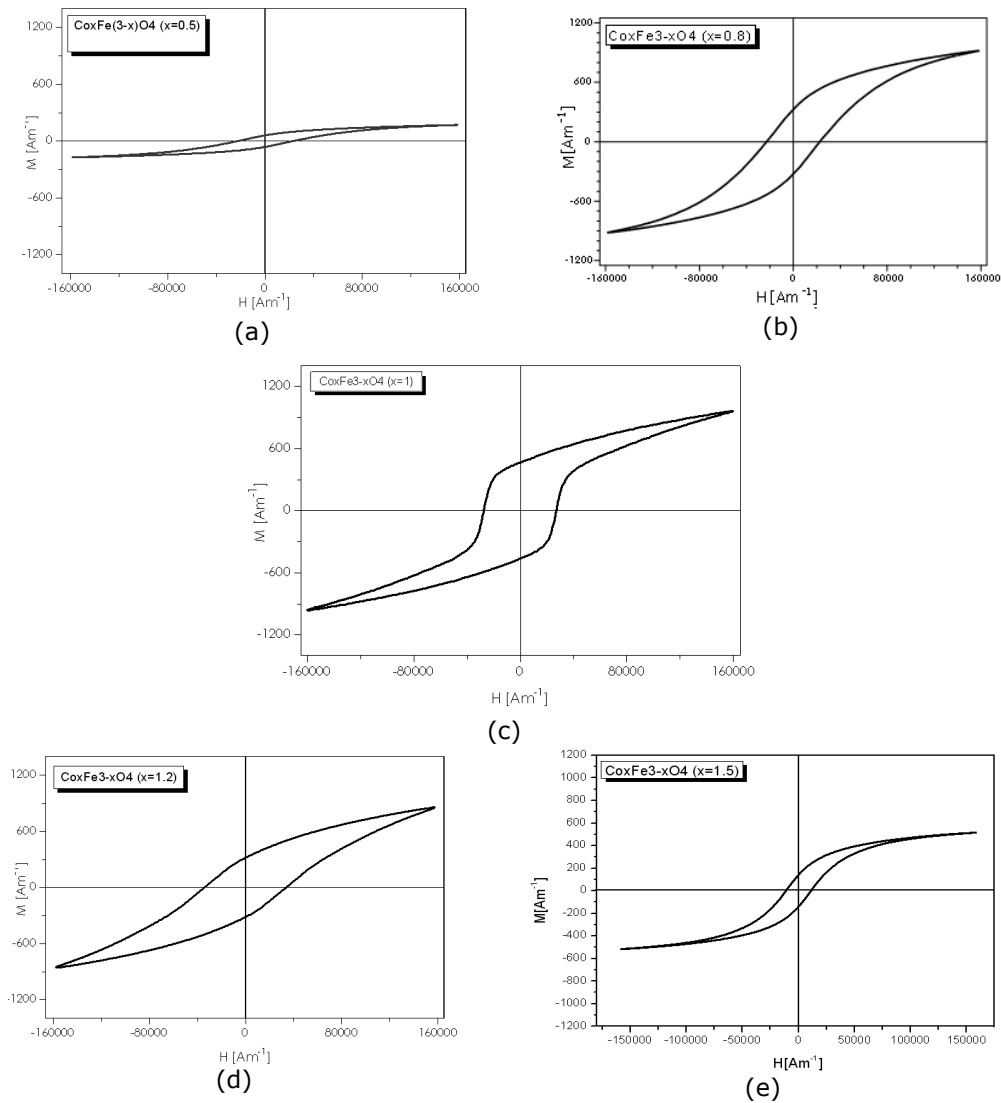 CoxFe(3-x)O4 (x=0.5)
1200
600
0
-600
-1200
M [Am⁻¹]
-160000 -80000 0 80000 160000
H [Am⁻¹]
(a)
CoxFe3-xO4 (x=0.8)
1200
600
0
-600
-1200
M [Am⁻¹]
-160000 -80000 0 80000 160000
H [Am⁻¹]
(b)
CoxFe3-xO4 (x=1)
1200
600
0
-600
-1200
M [Am⁻¹]
-160000 -80000 0 80000 160000
H [Am⁻¹]
(c)
CoxFe3-xO4 (x=1.2)
1200
600
0
-600
-1200
M [Am⁻¹]
-160000 -80000 0 80000 160000
H [Am⁻¹]
(d)
CoxFe3-xO4 (x=1.5)
1200
1000
800
600
400
200
0
-200
-400
-600
-800
-1000
-1200
M[Am⁻¹]
-150000 -100000 -50000 0 50000 100000 150000
H[Am⁻¹]
(e)